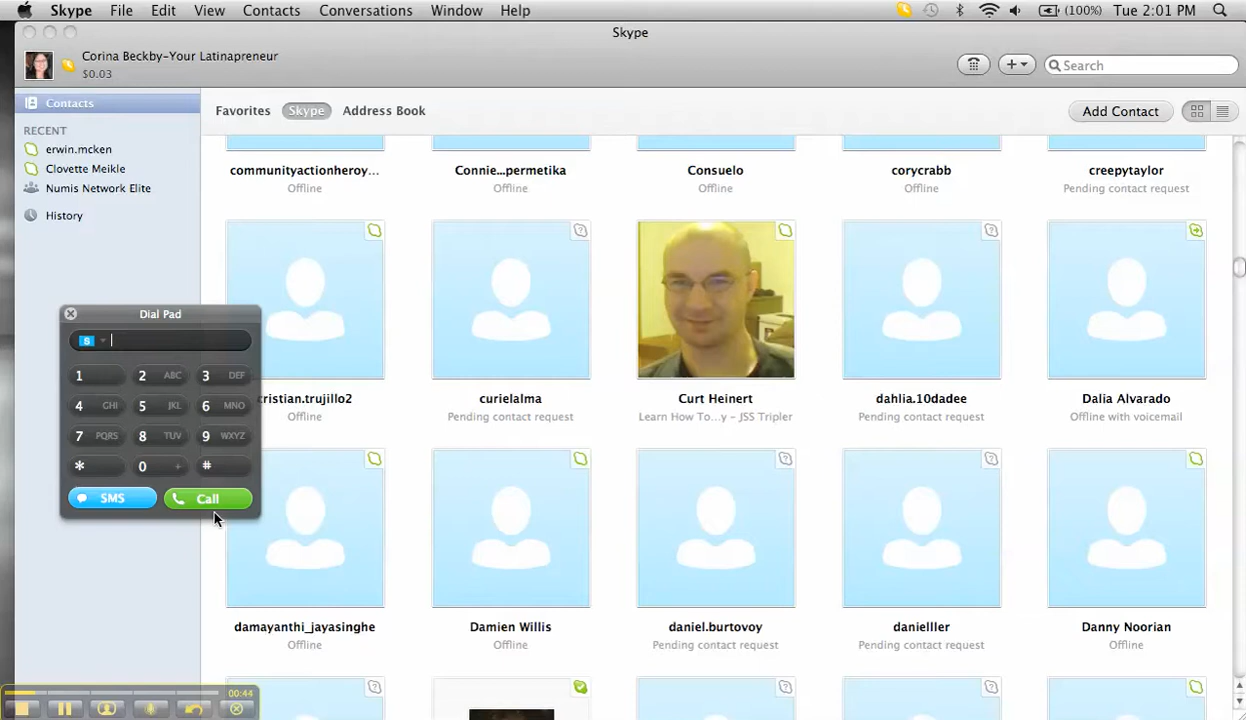 Skype File Edit View Contacts Conversations Window Help (100%) Tue 2:01 PM
Skype
Corina Beckby-Your Latinapreneur
$0.03
Search
Contacts
RECENT
erwin.mcken
Clovette Meikle
Numis Network Elite
History
Favorites Skype Address Book Add Contact
communityactionheroy... Connie...permetika Consuelo corycrabb creepytaylor
Offline Offline Offline Offline Pending contact request
cristian.trujillo2 curielalma Curt Heinert dahlia.10dadee Dalia Alvarado
Offline Pending contact request Learn How To...y – JSS Tripler Pending contact request Offline with voicemail
damayanthi_jayasinghe Damien Willis daniel.burtovoy danielller Danny Noorian
Offline Offline Pending contact request Pending contact request Offline
Dial Pad
S
1 2 ABC 3 DEF
4 GHI 5 JKL 6 MNO
7 PQRS 8 TUV 9 WXYZ
* 0 + #
SMS Call
00:44